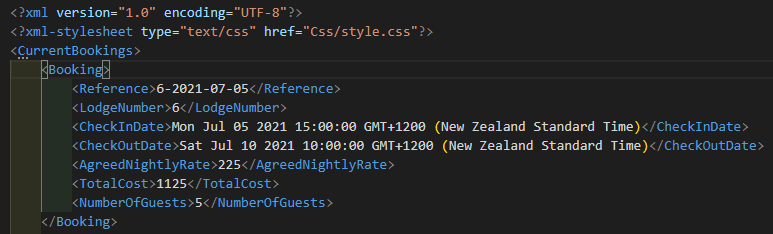 <?xml version="1.0" encoding="UTF-8"?>
<?xml-stylesheet type="text/css" href="Css/style.css"?>
<CurrentBookings>
    <Booking>
        <Reference>6-2021-07-05</Reference>
        <LodgeNumber>6</LodgeNumber>
        <CheckInDate>Mon Jul 05 2021 15:00:00 GMT+1200 (New Zealand Standard Time)</CheckInDate>
        <CheckOutDate>Sat Jul 10 2021 10:00:00 GMT+1200 (New Zealand Standard Time)</CheckOutDate>
        <AgreedNightlyRate>225</AgreedNightlyRate>
        <TotalCost>1125</TotalCost>
        <NumberOfGuests>5</NumberOfGuests>
    </Booking>